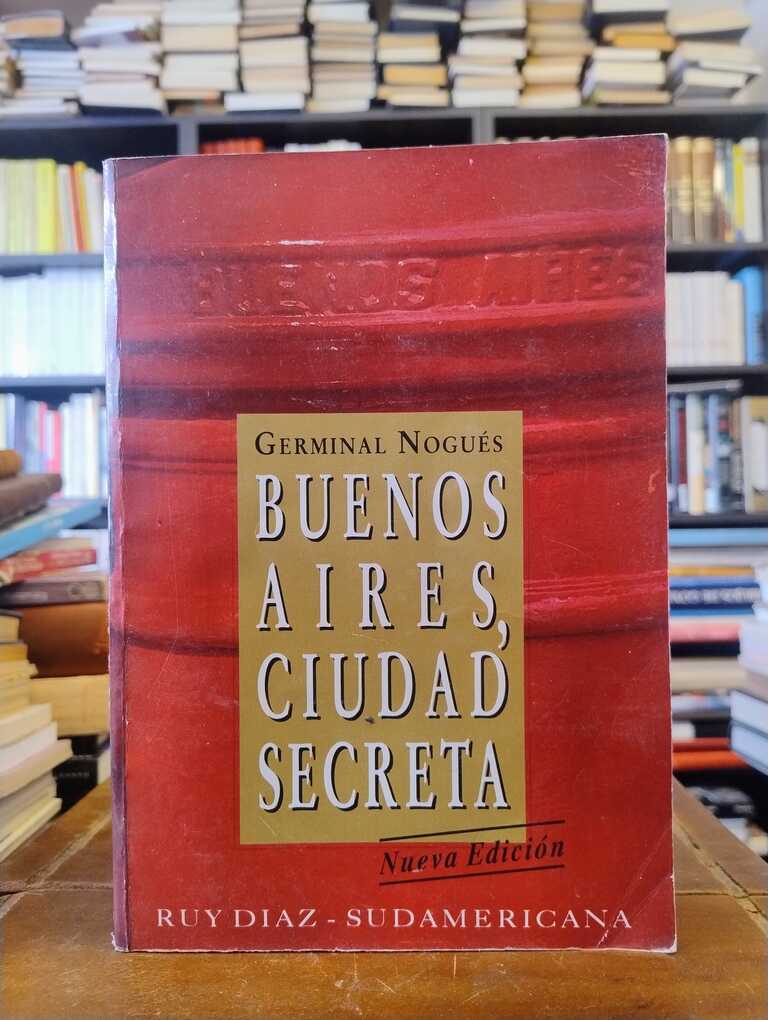 BUENOS AIRES
GERMINAL NOGUÉS
BUENOS
AIRES,
CIUDAD
SECRETA
Nueva Edición
RUY DIAZ - SUDAMERICANA